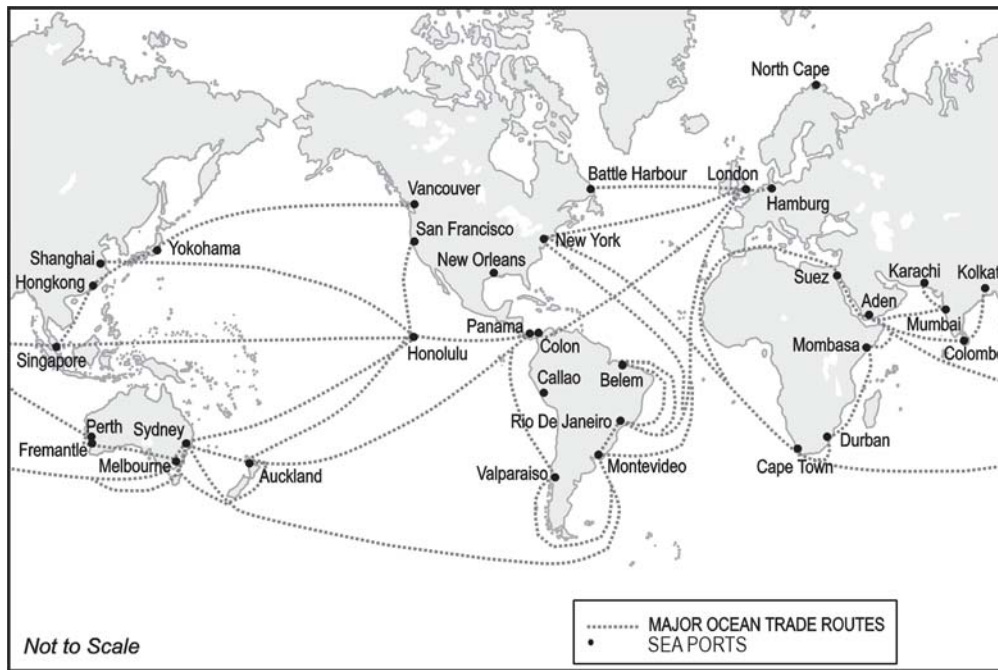 North Cape
Battle Harbour
London
Hamburg
Vancouver
San Francisco
New York
Yokohama
Shanghai
Hongkong
New Orleans
Suez
Karachi
Kolkat
Aden
Mumbai
Panama
Colon
Singapore
Honolulu
Mombasa
Colombo
Callao
Belem
Perth
Sydney
Rio De Janeiro
Fremantle
Durban
Melbourne
Auckland
Valparaiso
Montevideo
Cape Town
MAJOR OCEAN TRADE ROUTES
SEA PORTS
Not to Scale